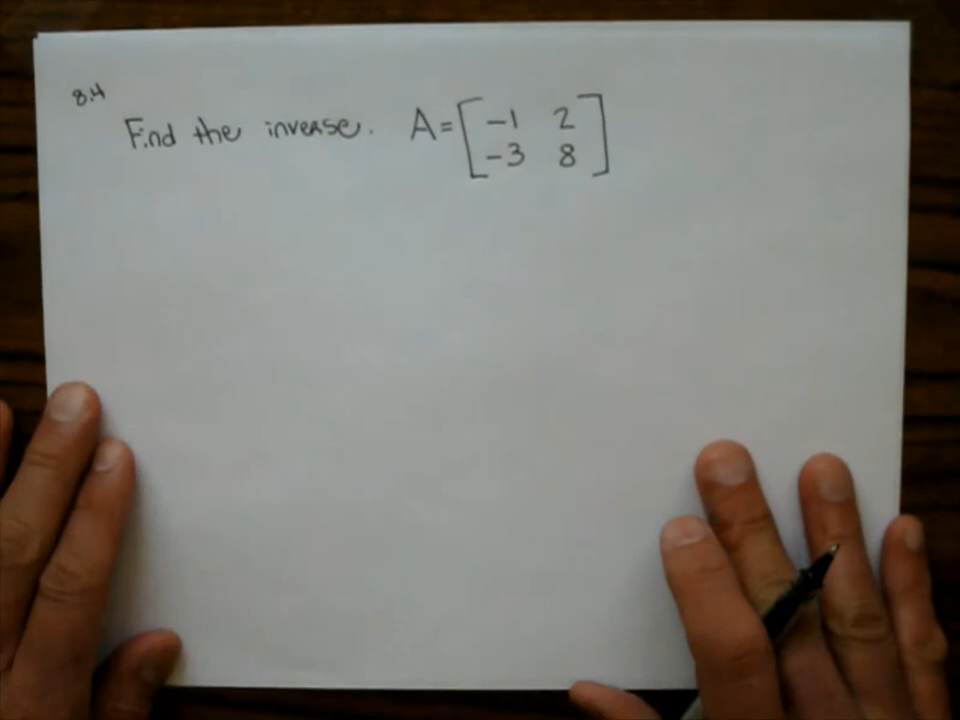 8.4
Find the inverse. A = [ -1 2
-3 8 ]